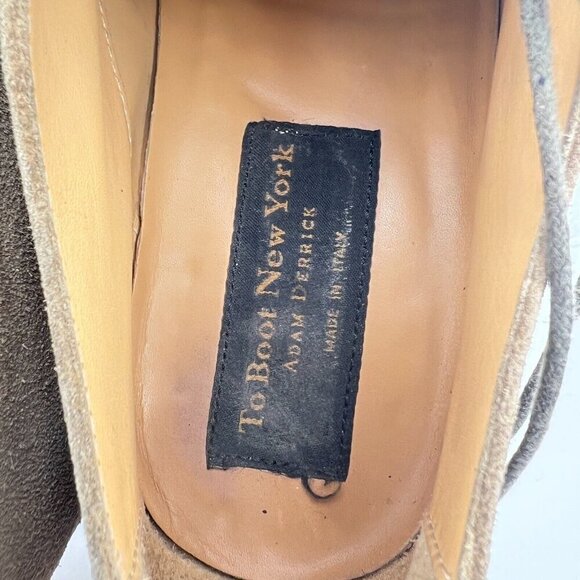 To Boot New York
ADAM DERRICK
MADE IN ITALY